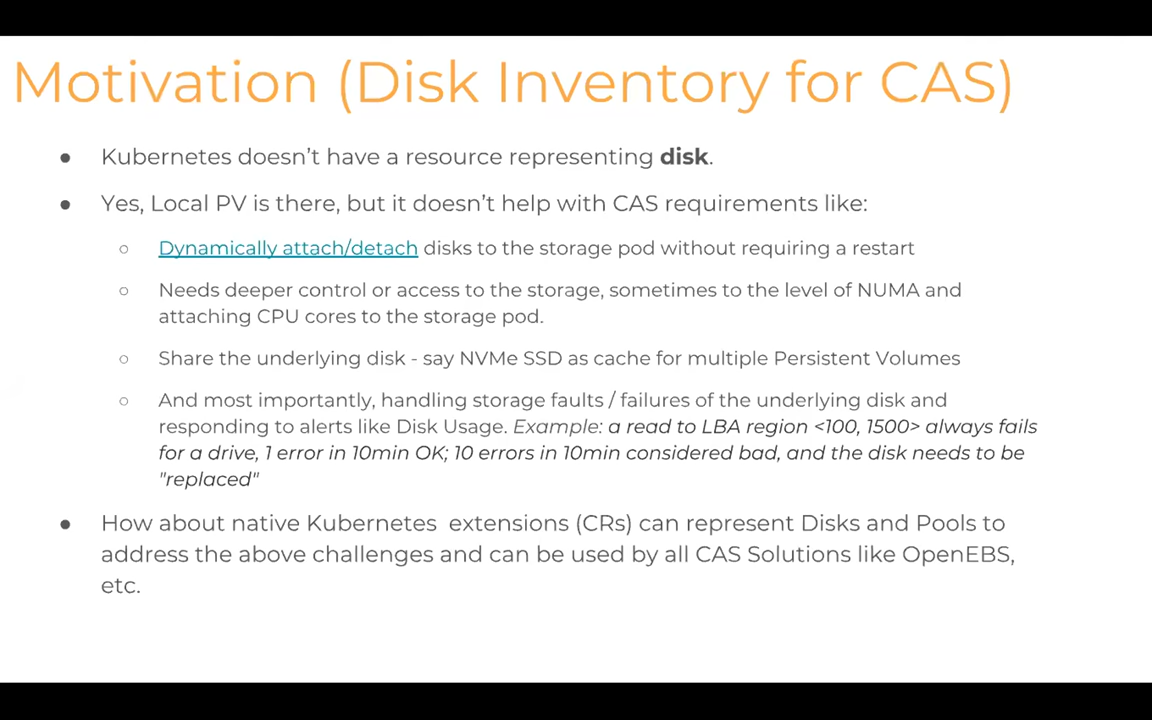 Motivation (Disk Inventory for CAS)
● Kubernetes doesn't have a resource representing disk.
● Yes, Local PV is there, but it doesn't help with CAS requirements like:
○ Dynamically attach/detach disks to the storage pod without requiring a restart
○ Needs deeper control or access to the storage, sometimes to the level of NUMA and
attaching CPU cores to the storage pod.
○ Share the underlying disk - say NVMe SSD as cache for multiple Persistent Volumes
○ And most importantly, handling storage faults / failures of the underlying disk and
responding to alerts like Disk Usage. Example: a read to LBA region <100, 1500> always fails
for a drive, 1 error in 10min OK; 10 errors in 10min considered bad, and the disk needs to be
"replaced"
● How about native Kubernetes  extensions (CRs) can represent Disks and Pools to
address the above challenges and can be used by all CAS Solutions like OpenEBS,
etc.